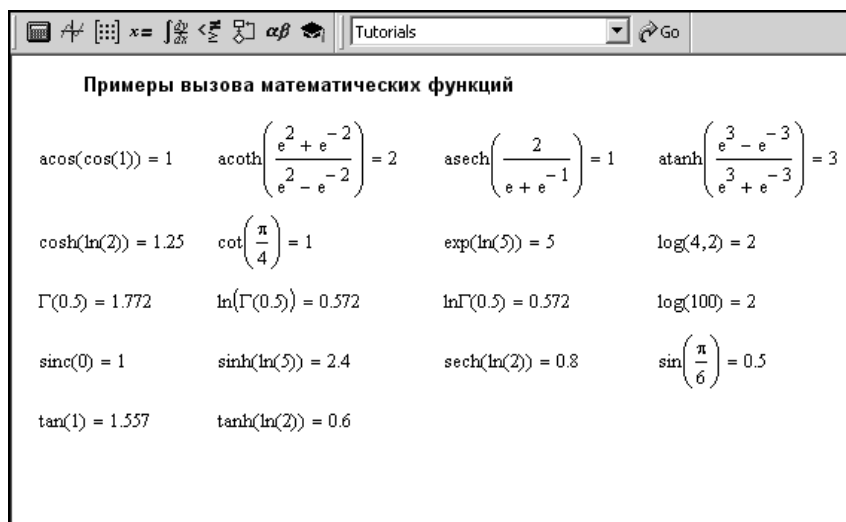 x= ∫ dy/dx <≠≥ αβ Tutorials Go
Примеры вызова математических функций
acos(cos(1)) = 1 acoth((e^2 + e^-2)/(e^2 − e^-2)) = 2 asech(2/(e + e^-1)) = 1 atanh((e^3 − e^-3)/(e^3 + e^-3)) = 3
cosh(ln(2)) = 1.25 cot(π/4) = 1 exp(ln(5)) = 5 log(4,2) = 2
Γ(0.5) = 1.772 ln(Γ(0.5)) = 0.572 lnΓ(0.5) = 0.572 log(100) = 2
sinc(0) = 1 sinh(ln(5)) = 2.4 sech(ln(2)) = 0.8 sin(π/6) = 0.5
tan(1) = 1.557 tanh(ln(2)) = 0.6